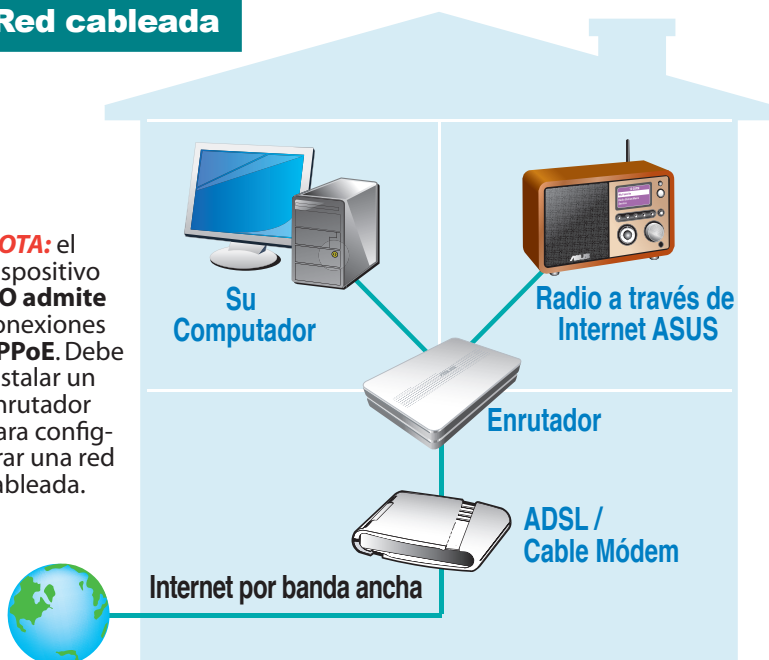 Red cableada
OTA: el
spositivo
O admite
onexiones
PPoE. Debe
stalar un
nrutador
ara config-
rar una red
ableada.
Su
Computador
Radio a través de
Internet ASUS
Enrutador
ADSL /
Cable Módem
Internet por banda ancha